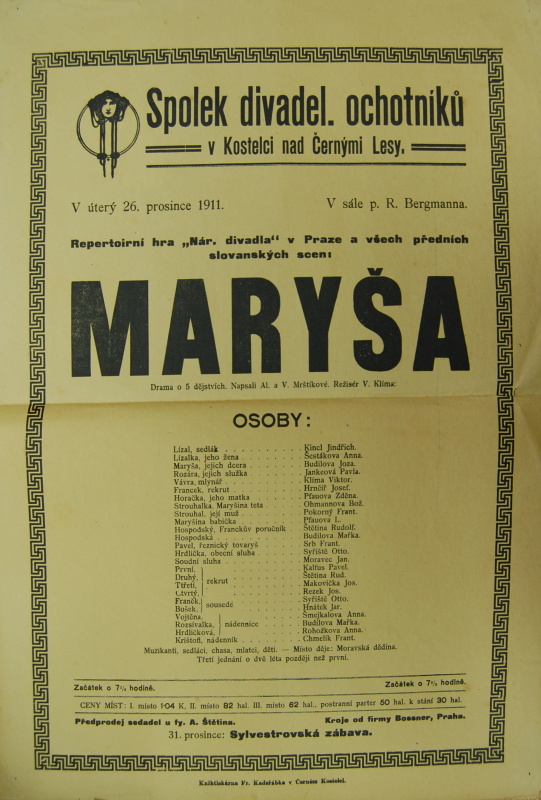 Spolek divadel. ochotníků
v Kostelci nad Černými Lesy.
V úterý 26. prosince 1911. V sále p. R. Bergmanna.
Repertoirní hra „Nár. divadla" v Praze a všech předních
slovanských scen:
MARYŠA
Drama o 5 dějstvích. Napsali Al. a V. Mrštíkové. Režisér V. Klíma:
OSOBY:
Lízal, sedlák . . . . . . . . . Kincl Jindřich.
Lízalka, jeho žena . . . . . . . . . Šestákova Anna.
Maryša, jejich dcera . . . . . . . . . Budilova Joza.
Rozára, jejich služka . . . . . . . . . Jankeová Pavla.
Vávra, mlynář . . . . . . . . . Klíma Viktor.
Francek, rekrut . . . . . . . . . Hrnčíř Josef.
Horačka, jeho matka . . . . . . . . . Pfauova Zděna.
Strouhalka, Maryšina teta . . . . . . . . . Ohmannova Bož.
Strouhal, její muž . . . . . . . . . Pokorný Frant.
Maryšina babička . . . . . . . . . Pfauova L.
Hospodský, Franckův poručník . . . . . . . . . Štětina Rudolf.
Hospodská . . . . . . . . . Budilova Mařka.
Pavel, řeznický tovaryš . . . . . . . . . Srb Frant.
Hrdlička, obecní sluha . . . . . . . . . Syřiště Otto.
Soudní sluha . . . . . . . . . Moravec Jan.
První, . . . . . . . . . Kalfus Pavel.
Druhý, rekrut . . . . . . . . . Štětina Rud.
Třetí, . . . . . . . . . Makovička Jos.
Čtvrtý, . . . . . . . . . Rezek Jos.
Franěk, sousedé . . . . . . . . . Syřiště Otto.
Bušek, . . . . . . . . . Hnátek Jar.
Vojtěna, . . . . . . . . . Smejkalova Anna.
Rozsívalka, nádennice . . . . . . . . . Budilova Mařka.
Hrdličková, . . . . . . . . . Rohožkova Anna.
Krištofl, nádenník . . . . . . . . . Chmelík Frant.
Muzikanti, sedláci, chasa, mlatci, děti. — Místo děje: Moravská dědina.
Třetí jednání o dvě léta později než první.
Začátek o 7½ hodině. Začátek o 7½ hodině.
CENY MÍST: I. místo 1·04 K, II. místo 82 hal. III. místo 62 hal., postranní parter 50 hal. k stání 30 hal.
Předprodej sedadel u fy. A. Štětina. Kroje od firmy Bossner, Praha.
31. prosince: Sylvestrovská zábava.
Knihtiskárna Fr. Kadeřábka v Černém Kostelci.